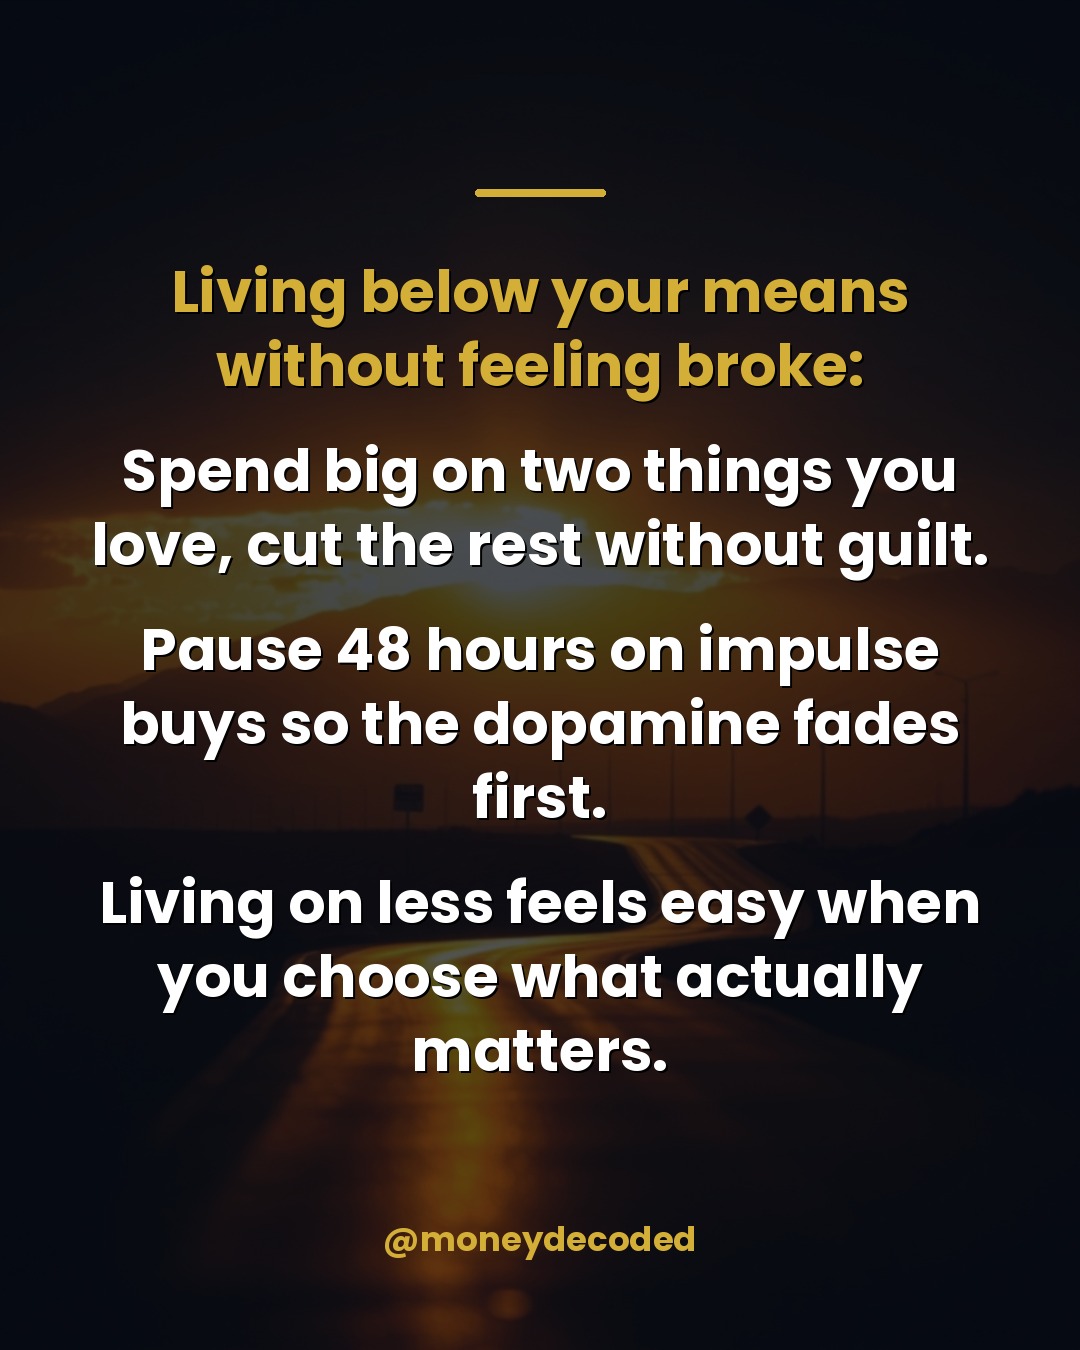 Living below your means
without feeling broke:
Spend big on two things you
love, cut the rest without guilt.
Pause 48 hours on impulse
buys so the dopamine fades
first.
Living on less feels easy when
you choose what actually
matters.
@moneydecoded